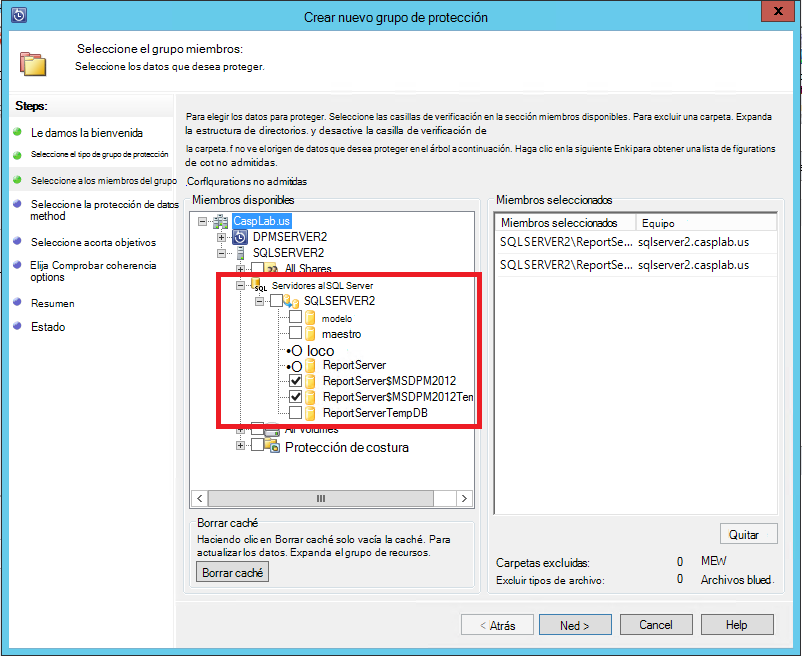 Crear nuevo grupo de protección
x
Seleccione el grupo miembros:
Seleccione los datos que desea proteger.
Steps:
Le damos la bienvenida
Seleccione el tipo de grupo de protección
Seleccione a los miembros del grupo
Seleccione la protección de datos
method
Seleccione acorta objetivos
Elija Comprobar coherencia
options
Resumen
Estado
Para elegir los datos para proteger. Seleccione las casillas de verificación en la sección miembros disponibles. Para excluir una carpeta. Expanda
la estructura de directorios. y desactive la casilla de verificación de
la carpeta. f no ve el origen de datos que desea proteger en el árbol a continuación. Haga clic en la siguiente Enki para obtener una lista de figurations
de cot no admitidas.
.Corflqurations no admitidas
Miembros disponibles
CaspLab.us
DPMSERVER2
SQLSERVER2
All Shares
Servidores al SQL Server
SQL
SQLSERVER2
modelo
maestro
•O loco
•O ReportServer
ReportServer$MSDPM2012
ReportServer$MSDPM2012Tem
ReportServerTempDB
All Volumes
Protección de costura
Borrar caché
Haciendo clic en Borrar caché solo vacía la caché. Para
actualizar los datos. Expanda el grupo de recursos.
Borrar caché
Miembros seleccionados
Miembros seleccionados Equipo
SQLSERVER2\ReportSe... sqlserver2.casplab.us
SQLSERVER2\ReportSe... sqlserver2.casplab.us
Quitar
Carpetas excluidas: 0 MEW
Excluir tipos de archivo: 0 Archivos blued.
< Atrás
Ned >
Cancel
Help